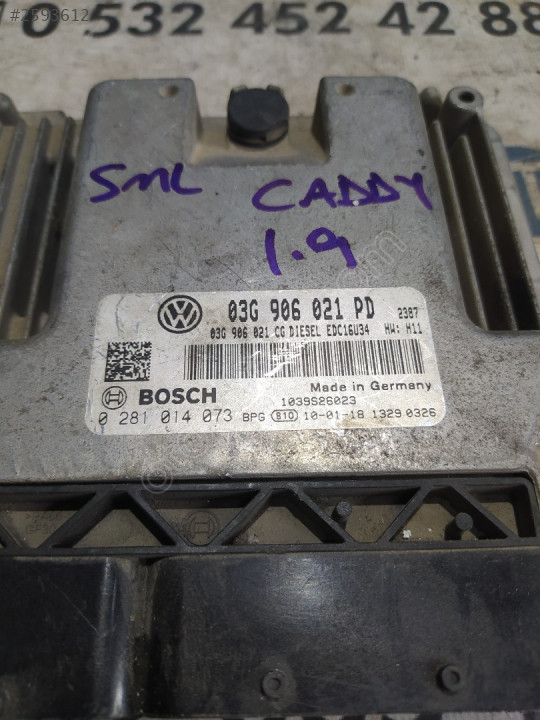 #2593612
0 532 452 42 88
SML CADDY
1.9
03G 906 021 PD 2387
03G 906 021 CG DIESEL EDC16U34 HW: H11
BOSCH Made in Germany
1039S26023
0 281 014 073 BPG 810 10-01-18 1329 0326